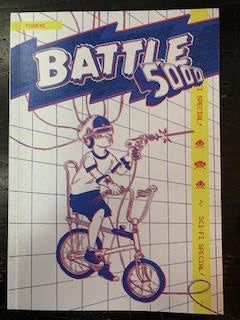 BATTLE
5000
SCI-FI SPECIAL!
SCI-FI SPECIAL!